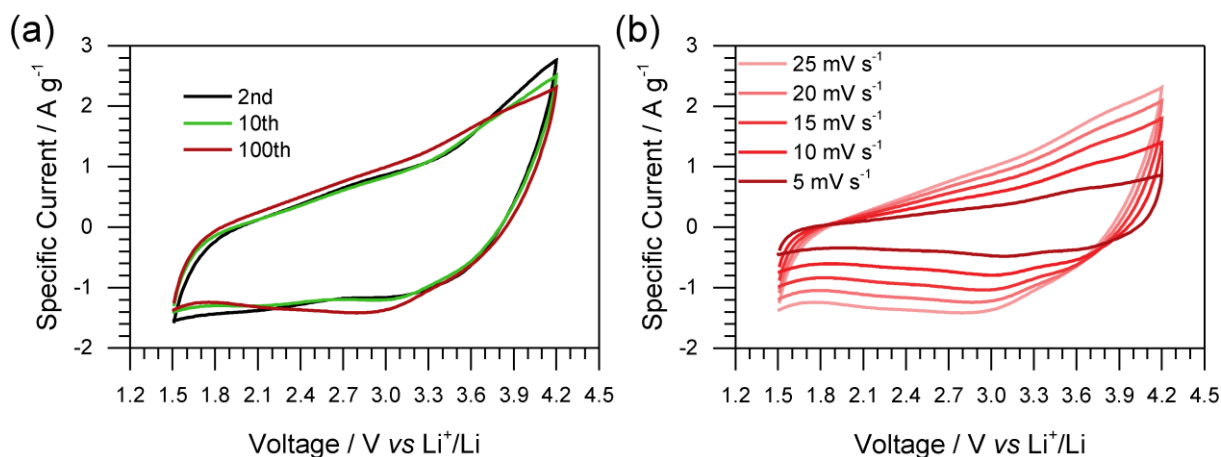 (a)
3
2
1
0
-1
-2
Specific Current / A g⁻¹
2nd
10th
100th
1.2 1.5 1.8 2.1 2.4 2.7 3.0 3.3 3.6 3.9 4.2 4.5
Voltage / V vs Li⁺/Li
(b)
3
2
1
0
-1
-2
Specific Current / A g⁻¹
25 mV s⁻¹
20 mV s⁻¹
15 mV s⁻¹
10 mV s⁻¹
5 mV s⁻¹
1.2 1.5 1.8 2.1 2.4 2.7 3.0 3.3 3.6 3.9 4.2 4.5
Voltage / V vs Li⁺/Li